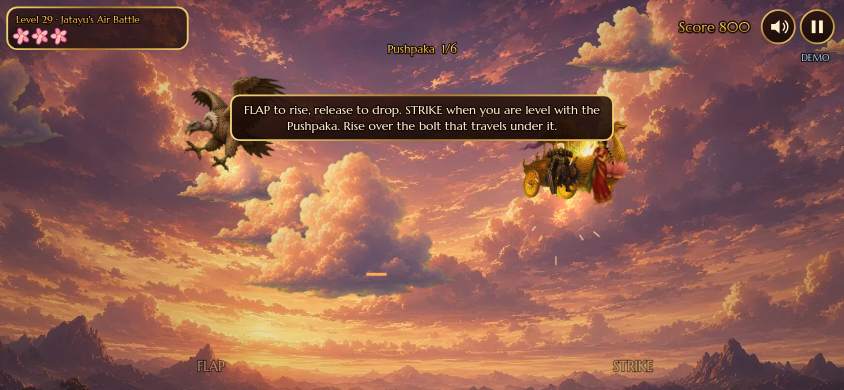 Level 29 · Jatayu's Air Battle
Score 800
Pushpaka 1/6
DEMO
FLAP to rise, release to drop. STRIKE when you are level with the
Pushpaka. Rise over the bolt that travels under it.
FLAP
STRIKE